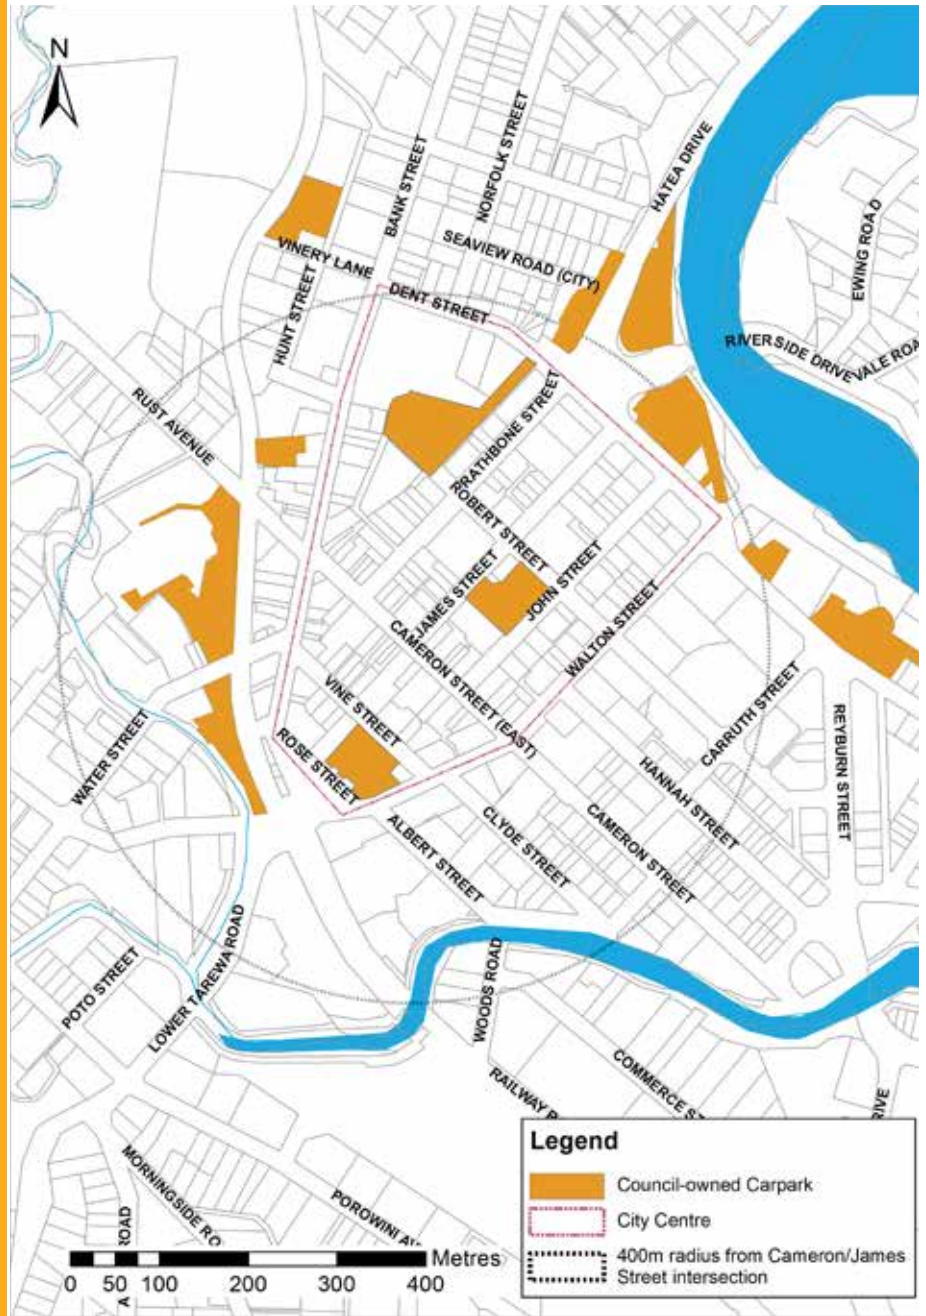 N
HATEA DRIVE
NORFOLK STREET
BANK STREET
EWING ROAD
SEAVIEW ROAD (CITY)
VINERY LANE
DENT STREET
HUNT STREET
RIVERSIDE DRIVE
VALE ROA
RUST AVENUE
RATHBONE STREET
ROBERT STREET
JAMES STREET
JOHN STREET
CAMERON STREET (EAST)
WALTON STREET
VINE STREET
ROSE STREET
WATER STREET
CARRUTH STREET
REYBURN STREET
HANNAH STREET
CAMERON STREET
CLYDE STREET
ALBERT STREET
POTO STREET
LOWER TAREWA ROAD
WOODS ROAD
COMMERCE ST
RAILWAY R
RIVE
MORNINGSIDE RO
POROWINI AV
A
ROAD
Legend
Council-owned Carpark
City Centre
400m radius from Cameron/James
Street intersection
Metres
0 50 100 200 300 400